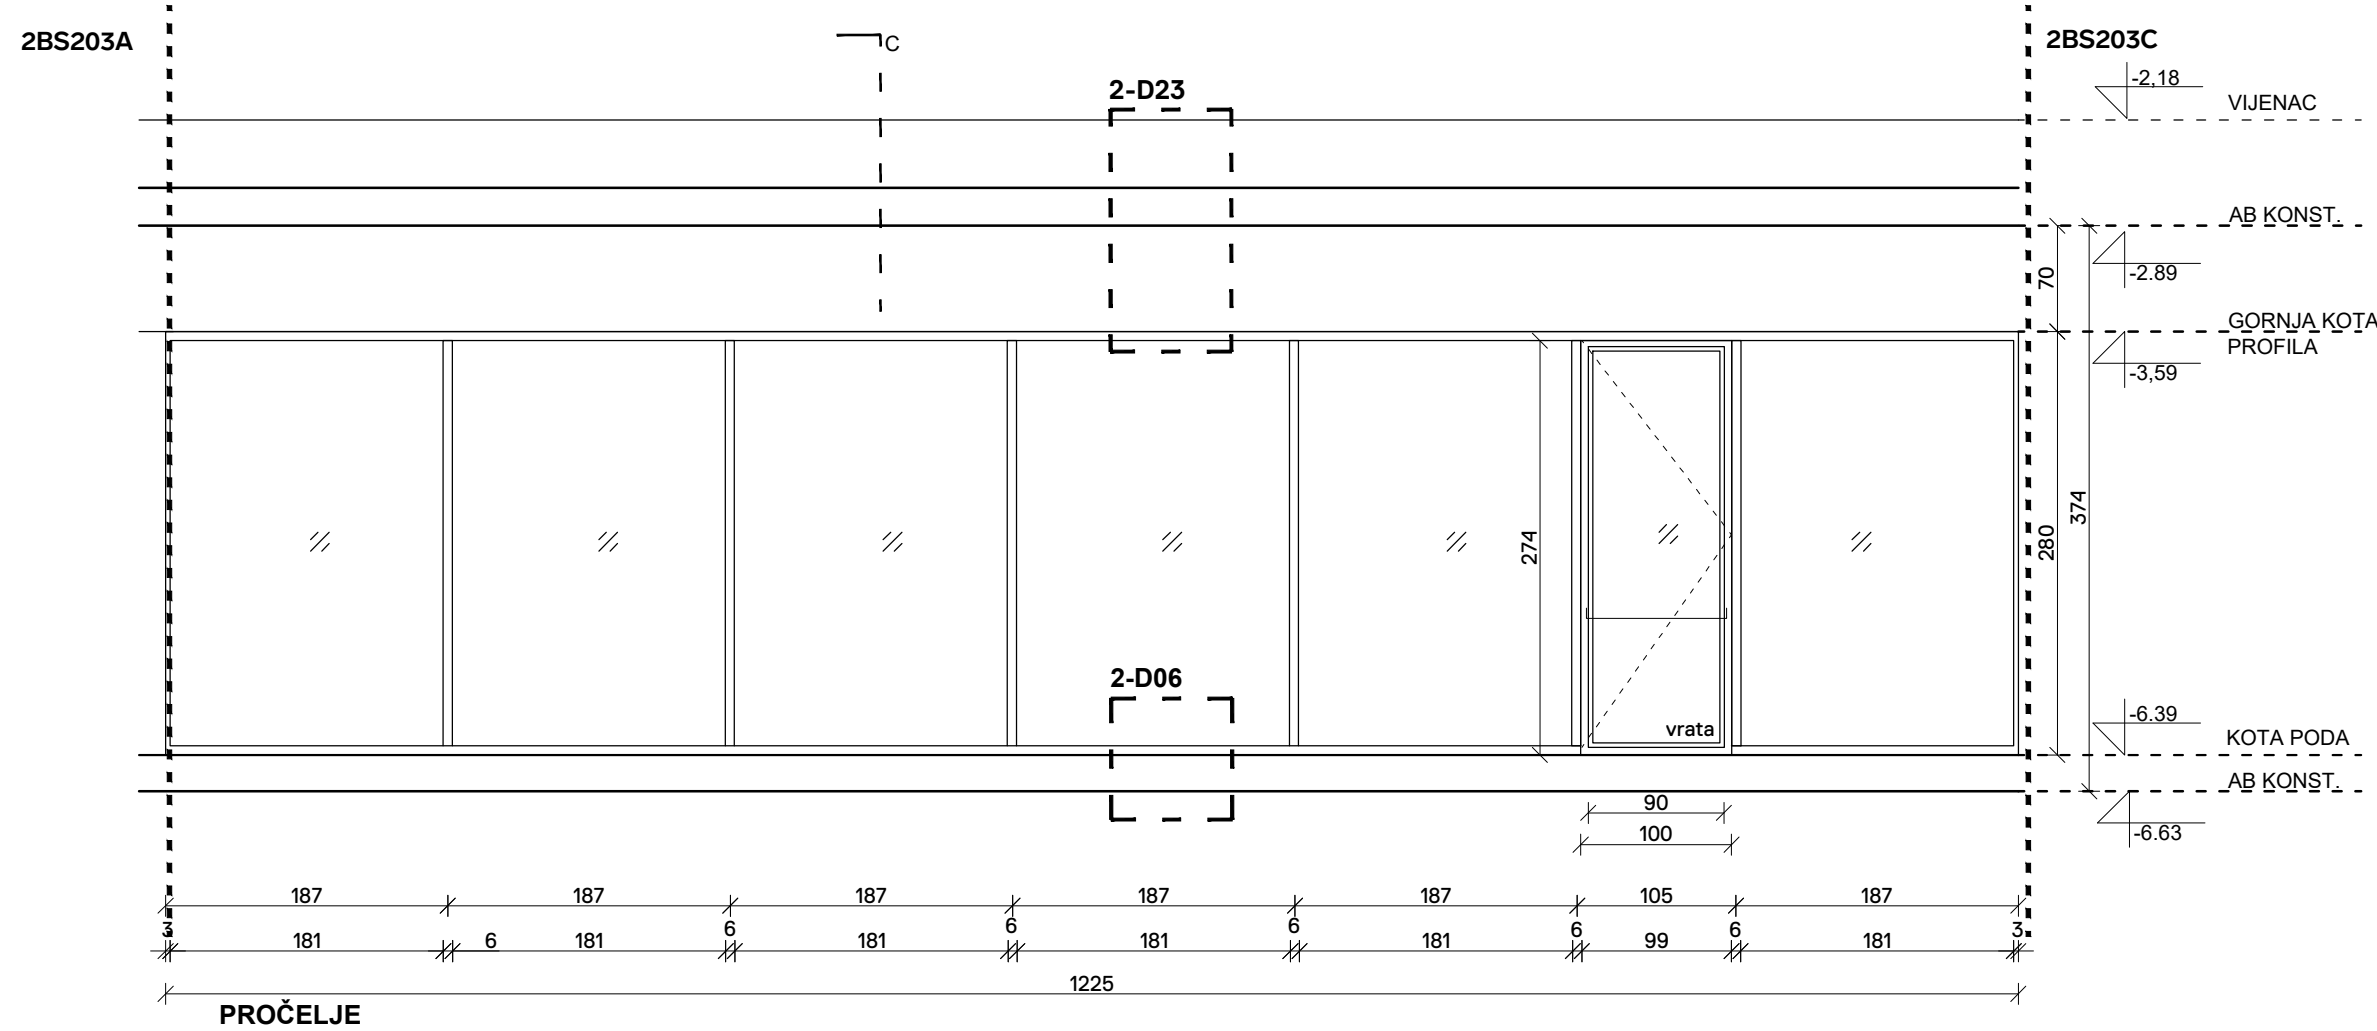 2BS203A
C
2BS203C
2-D23
-2,18
VIJENAC
AB KONST.
70
-2.89
GORNJA KOTA
PROFILA
-3,59
274
280
374
2-D06
vrata
-6.39
KOTA PODA
AB KONST.
-6.63
90
100
187 187 187 187 187 105 187
3 6 6 6 6 6 3
181 6 181 181 181 181 99 181
1225
PROČELJE